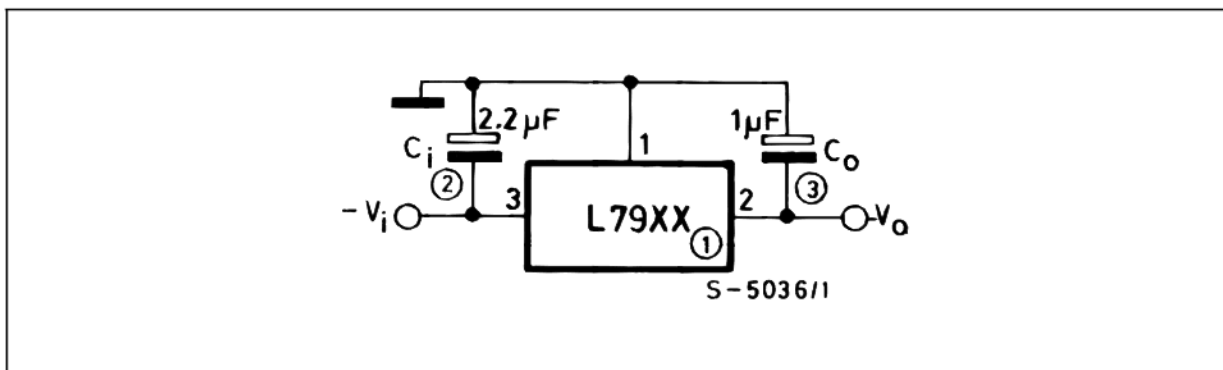 2.2µF
1µF
1
Ci
Co
②
③
-Vi
3
L79XX
①
2
-Vo
S-5036/1